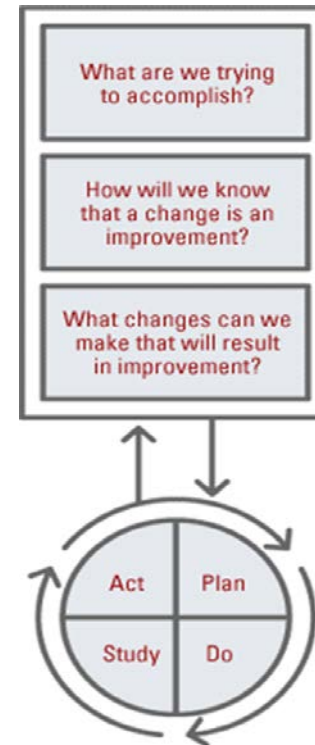 What are we trying
to accomplish?
How will we know
that a change is an
improvement?
What changes can we
make that will result
in improvement?
Act
Plan
Study
Do